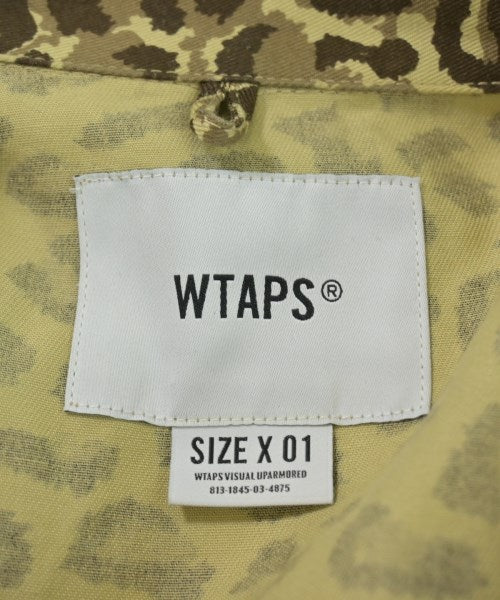 WTAPS®
SIZE X 01
WTAPS VISUAL UPARMORED
813-1845-03-4875